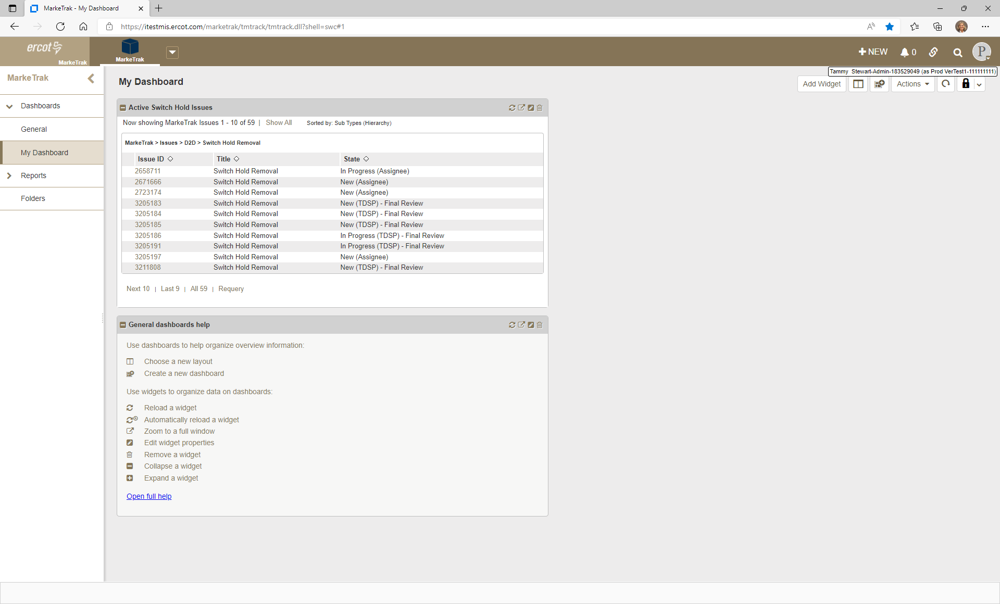 MarkeTrak - My Dashboard
https://itestmis.ercot.com/marketrak/tmtrack/tmtrack.dll?shell=swc#1
ercot
MarkeTrak
MarkeTrak
NEW
0
P
Tammy  Stewart-Admin-183529049 (as Prod VerTest1-111111111)
MarkeTrak
My Dashboard
Add Widget
Actions
Dashboards
General
My Dashboard
Reports
Folders
Active Switch Hold Issues
Now showing MarkeTrak Issues 1 - 10 of 59 | Show All Sorted by: Sub Types (Hierarchy)
MarkeTrak > Issues > D2D > Switch Hold Removal
Issue ID Title State
2658711 Switch Hold Removal In Progress (Assignee)
2671666 Switch Hold Removal New (Assignee)
2723174 Switch Hold Removal New (Assignee)
3205183 Switch Hold Removal New (TDSP) - Final Review
3205184 Switch Hold Removal New (TDSP) - Final Review
3205185 Switch Hold Removal New (TDSP) - Final Review
3205186 Switch Hold Removal In Progress (TDSP) - Final Review
3205191 Switch Hold Removal In Progress (TDSP) - Final Review
3205197 Switch Hold Removal New (Assignee)
3211808 Switch Hold Removal New (TDSP) - Final Review
Next 10 | Last 9 | All 59 | Requery
General dashboards help
Use dashboards to help organize overview information:
Choose a new layout
Create a new dashboard
Use widgets to organize data on dashboards:
Reload a widget
Automatically reload a widget
Zoom to a full window
Edit widget properties
Remove a widget
Collapse a widget
Expand a widget
Open full help